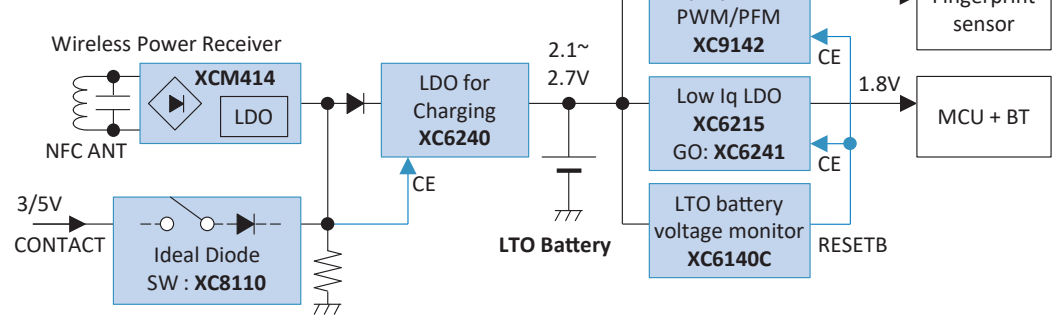 Fingerprint
sensor
PWM/PFM
XC9142
CE
Wireless Power Receiver
XCM414
LDO
NFC ANT
LDO for
Charging
XC6240
CE
2.1~
2.7V
Low Iq LDO
XC6215
GO: XC6241
CE
1.8V
MCU + BT
3/5V
CONTACT
Ideal Diode
SW : XC8110
LTO Battery
LTO battery
voltage monitor
XC6140C
RESETB